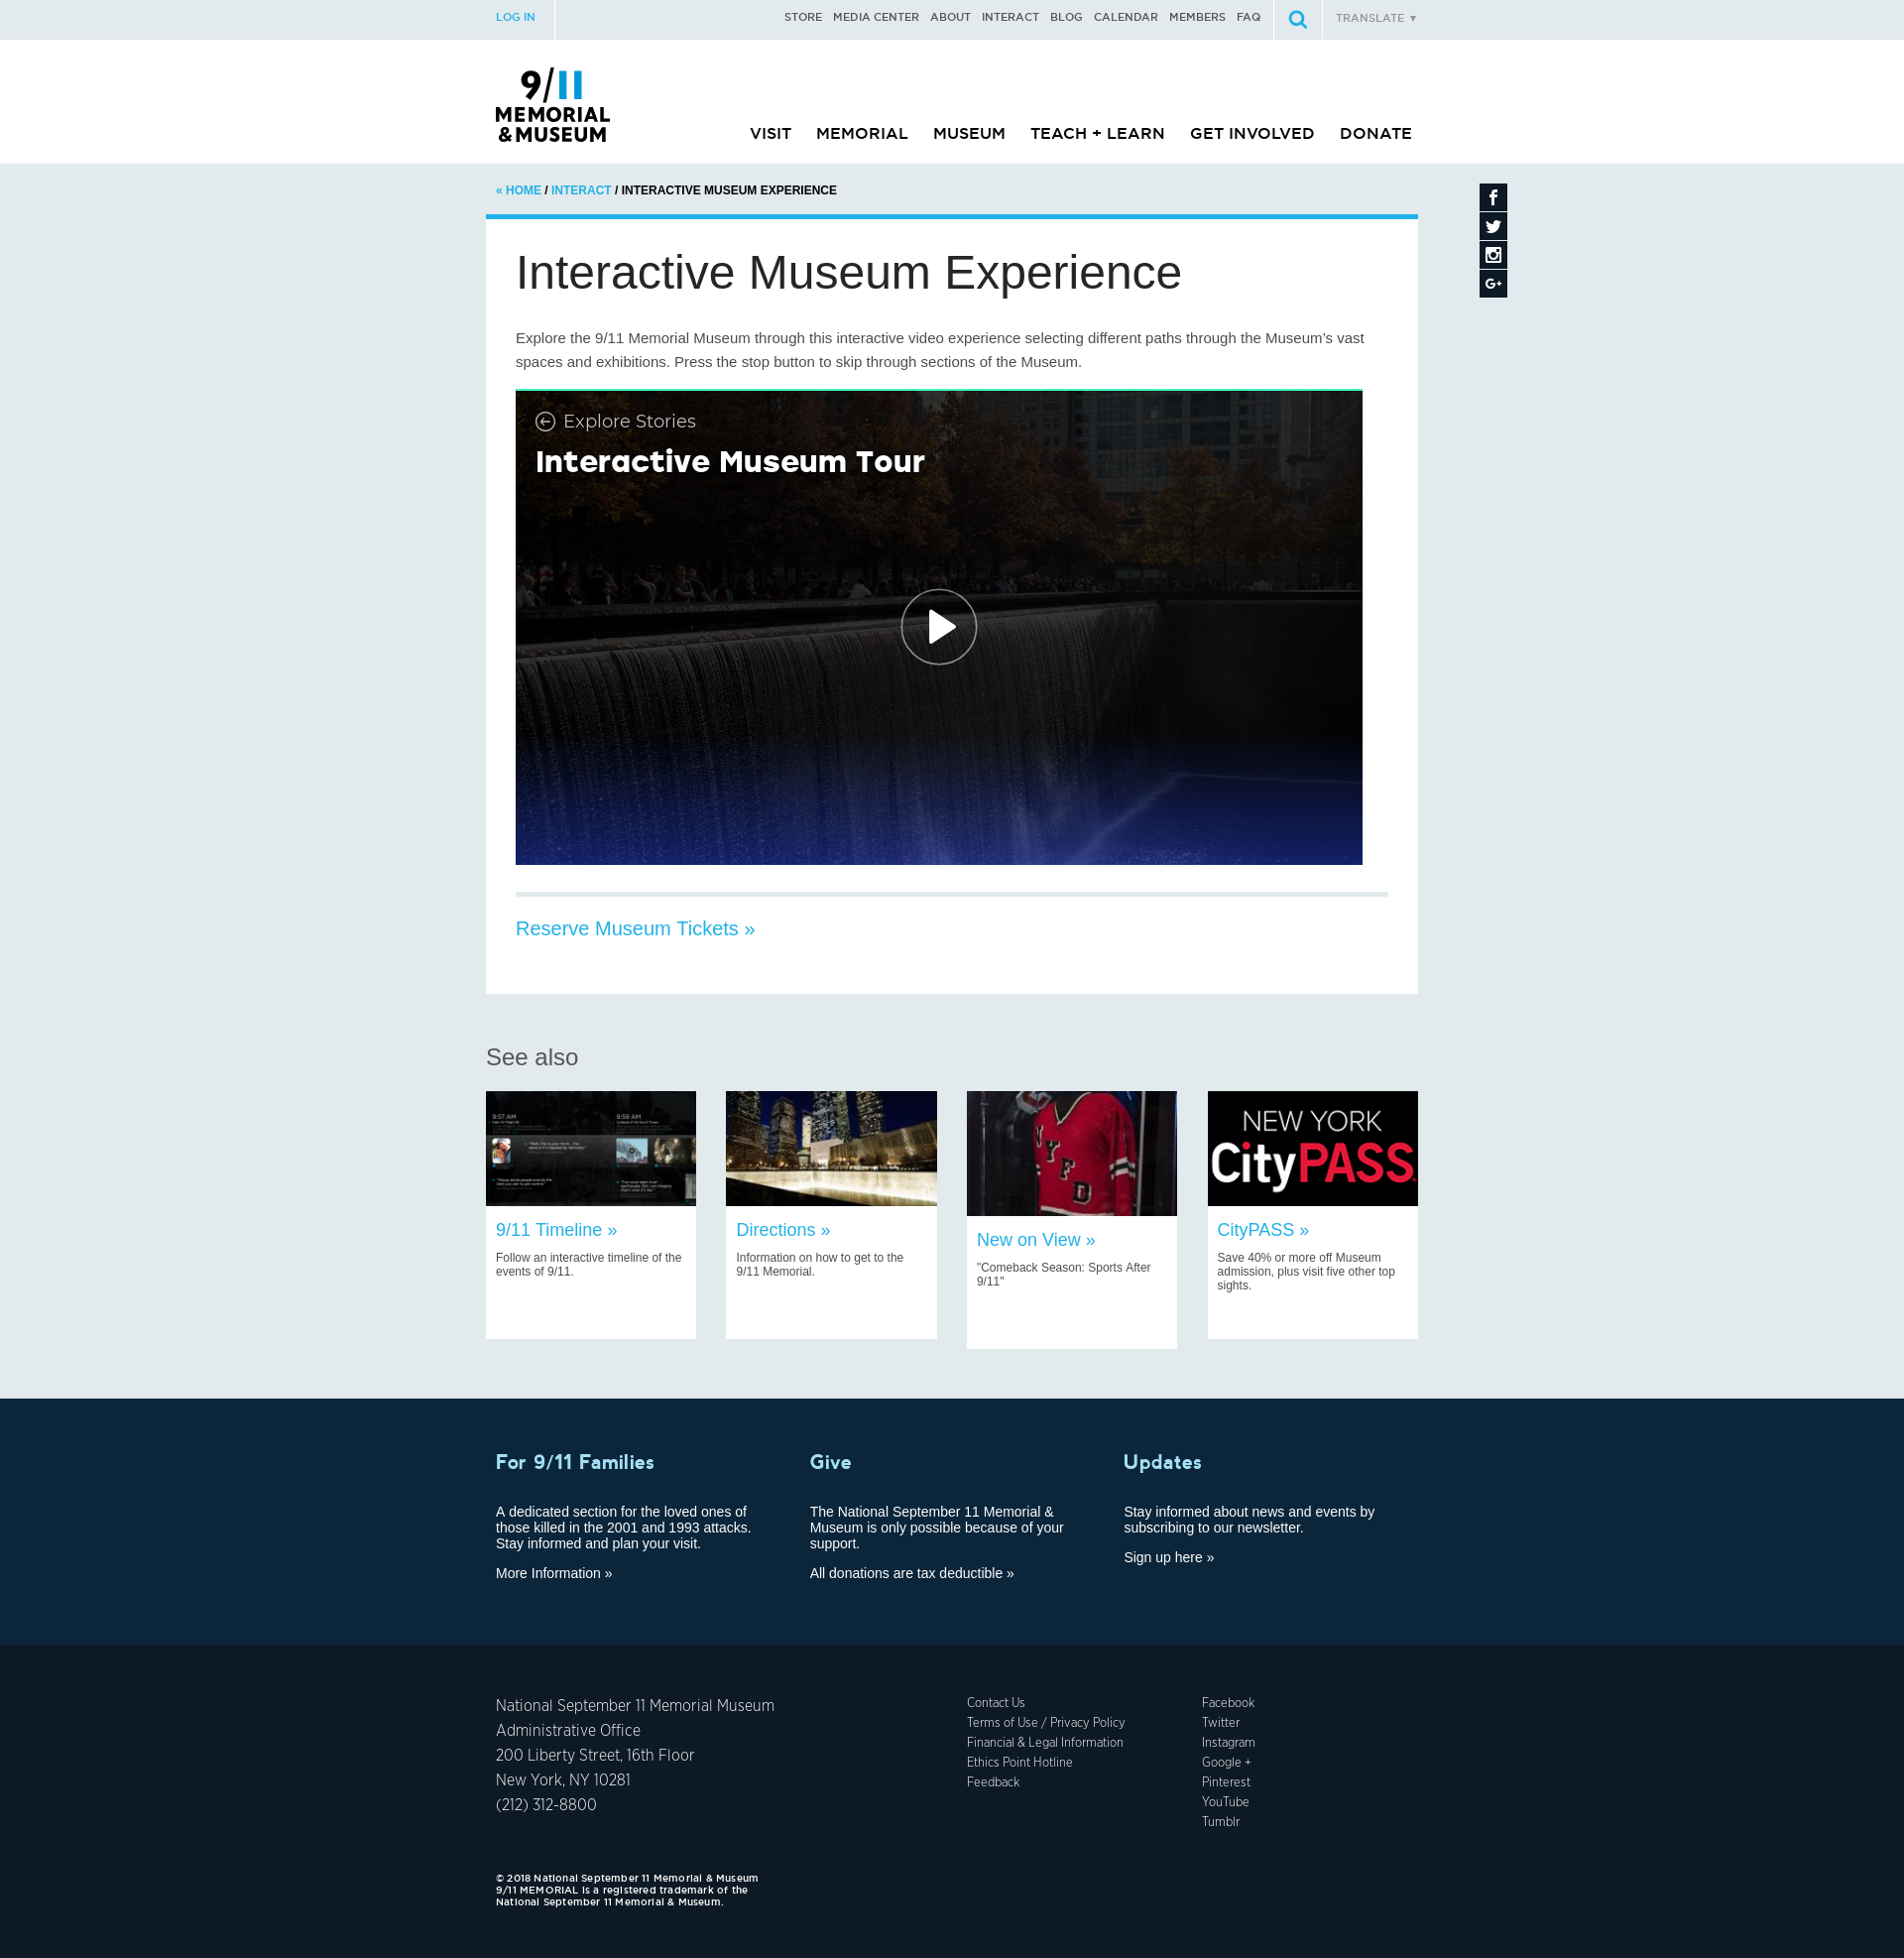 LOG IN
STORE MEDIA CENTER ABOUT INTERACT BLOG CALENDAR MEMBERS FAQ
TRANSLATE ▼
9/11
MEMORIAL
&MUSEUM
VISIT MEMORIAL MUSEUM TEACH + LEARN GET INVOLVED DONATE
« HOME / INTERACT / INTERACTIVE MUSEUM EXPERIENCE
Interactive Museum Experience
Explore the 9/11 Memorial Museum through this interactive video experience selecting different paths through the Museum's vast
spaces and exhibitions. Press the stop button to skip through sections of the Museum.
Explore Stories
Interactive Museum Tour
Reserve Museum Tickets »
See also
9:57 AM
9:59 AM
9/11 Timeline »
Follow an interactive timeline of the
events of 9/11.
Directions »
Information on how to get to the
9/11 Memorial.
NYFD
New on View »
"Comeback Season: Sports After
9/11"
NEW YORK
CityPASS
CityPASS »
Save 40% or more off Museum
admission, plus visit five other top
sights.
For 9/11 Families
A dedicated section for the loved ones of
those killed in the 2001 and 1993 attacks.
Stay informed and plan your visit.
More Information »
Give
The National September 11 Memorial &
Museum is only possible because of your
support.
All donations are tax deductible »
Updates
Stay informed about news and events by
subscribing to our newsletter.
Sign up here »
National September 11 Memorial Museum
Administrative Office
200 Liberty Street, 16th Floor
New York, NY 10281
(212) 312-8800
Contact Us
Terms of Use / Privacy Policy
Financial & Legal Information
Ethics Point Hotline
Feedback
Facebook
Twitter
Instagram
Google +
Pinterest
YouTube
Tumblr
© 2018 National September 11 Memorial & Museum
9/11 MEMORIAL is a registered trademark of the
National September 11 Memorial & Museum.